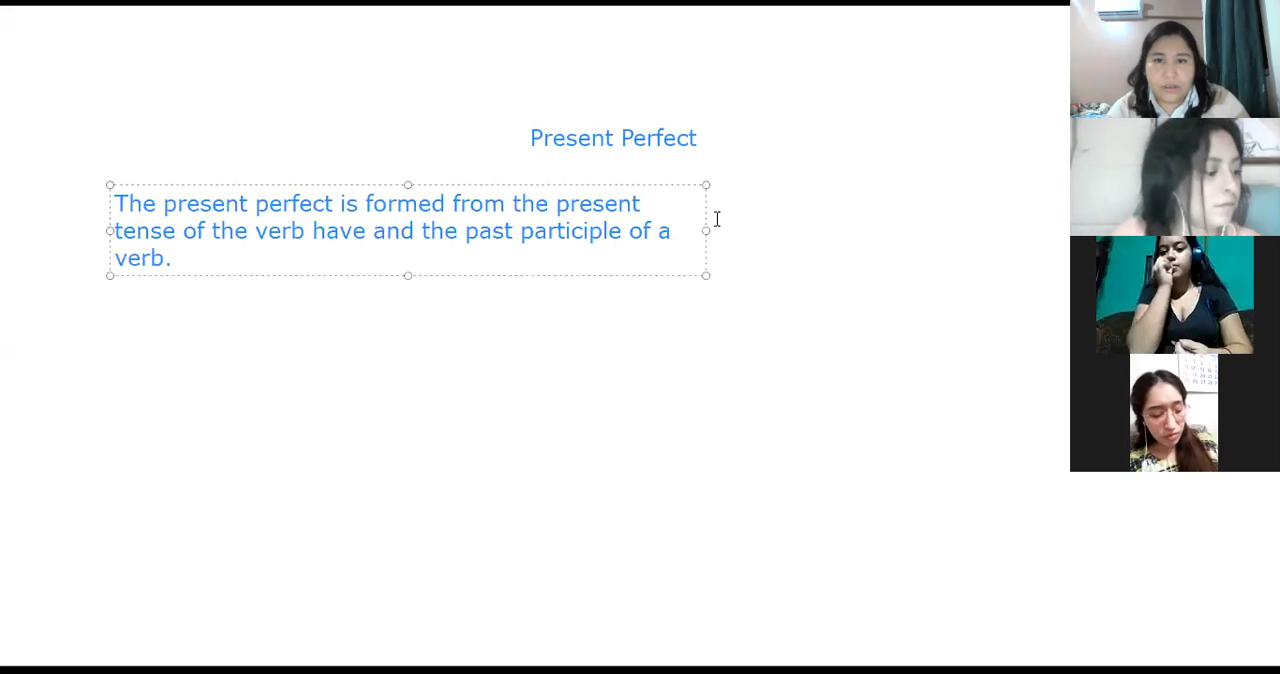 Present Perfect
The present perfect is formed from the present
tense of the verb have and the past participle of a
verb.